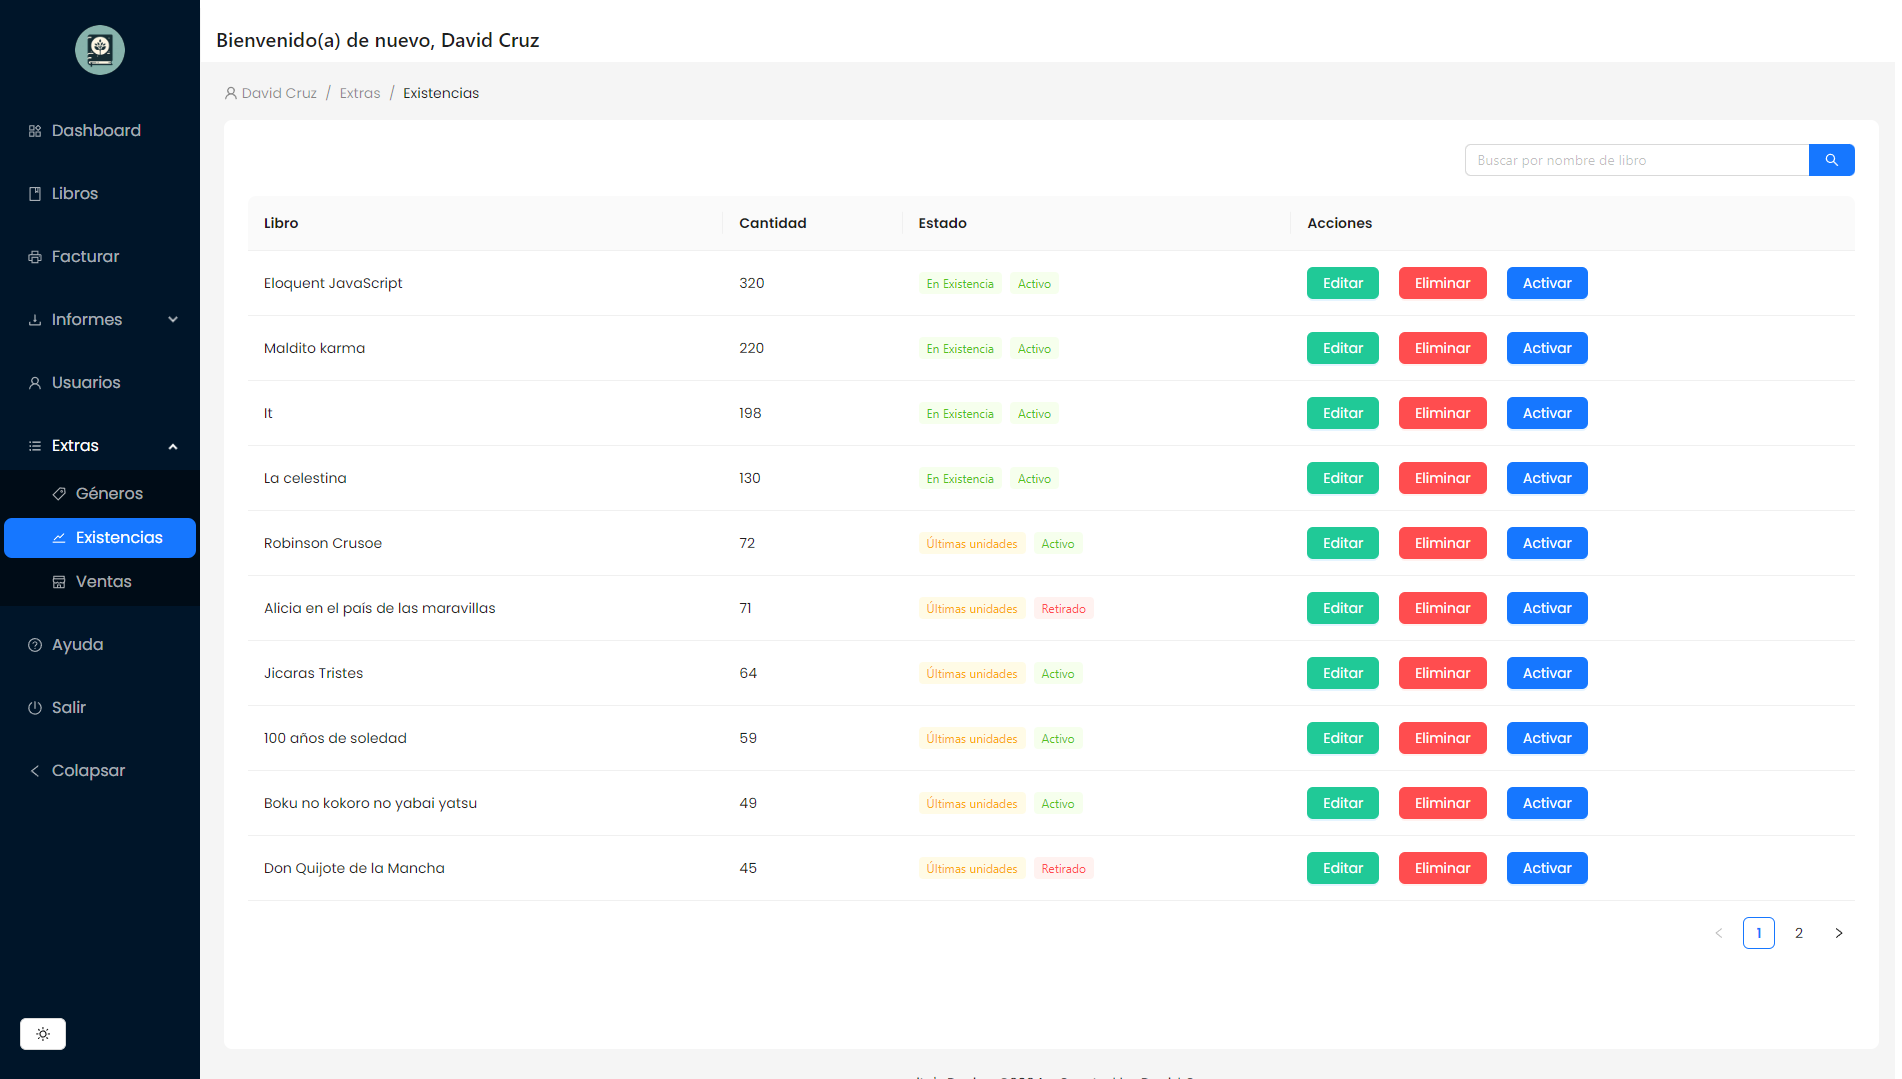 Bienvenido(a) de nuevo, David Cruz
David Cruz / Extras / Existencias
Dashboard
Libros
Facturar
Informes
Usuarios
Extras
Géneros
Existencias
Ventas
Ayuda
Salir
Colapsar
Buscar por nombre de libro
Libro Cantidad Estado Acciones
Eloquent JavaScript 320 En Existencia Activo Editar Eliminar Activar
Maldito karma 220 En Existencia Activo Editar Eliminar Activar
It 198 En Existencia Activo Editar Eliminar Activar
La celestina 130 En Existencia Activo Editar Eliminar Activar
Robinson Crusoe 72 Últimas unidades Activo Editar Eliminar Activar
Alicia en el país de las maravillas 71 Últimas unidades Retirado Editar Eliminar Activar
Jicaras Tristes 64 Últimas unidades Activo Editar Eliminar Activar
100 años de soledad 59 Últimas unidades Activo Editar Eliminar Activar
Boku no kokoro no yabai yatsu 49 Últimas unidades Activo Editar Eliminar Activar
Don Quijote de la Mancha 45 Últimas unidades Retirado Editar Eliminar Activar
< 1 2 >